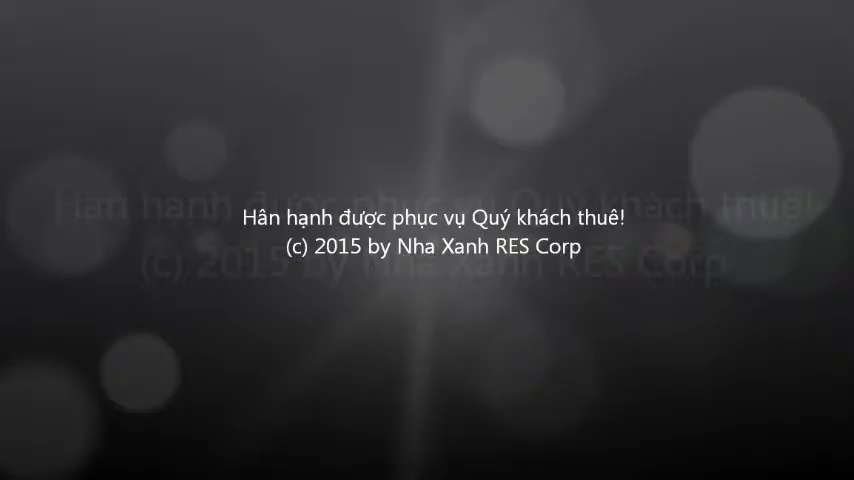 Hân hạnh được phục vụ Quý khách thuê!
(c) 2015 by Nha Xanh RES Corp